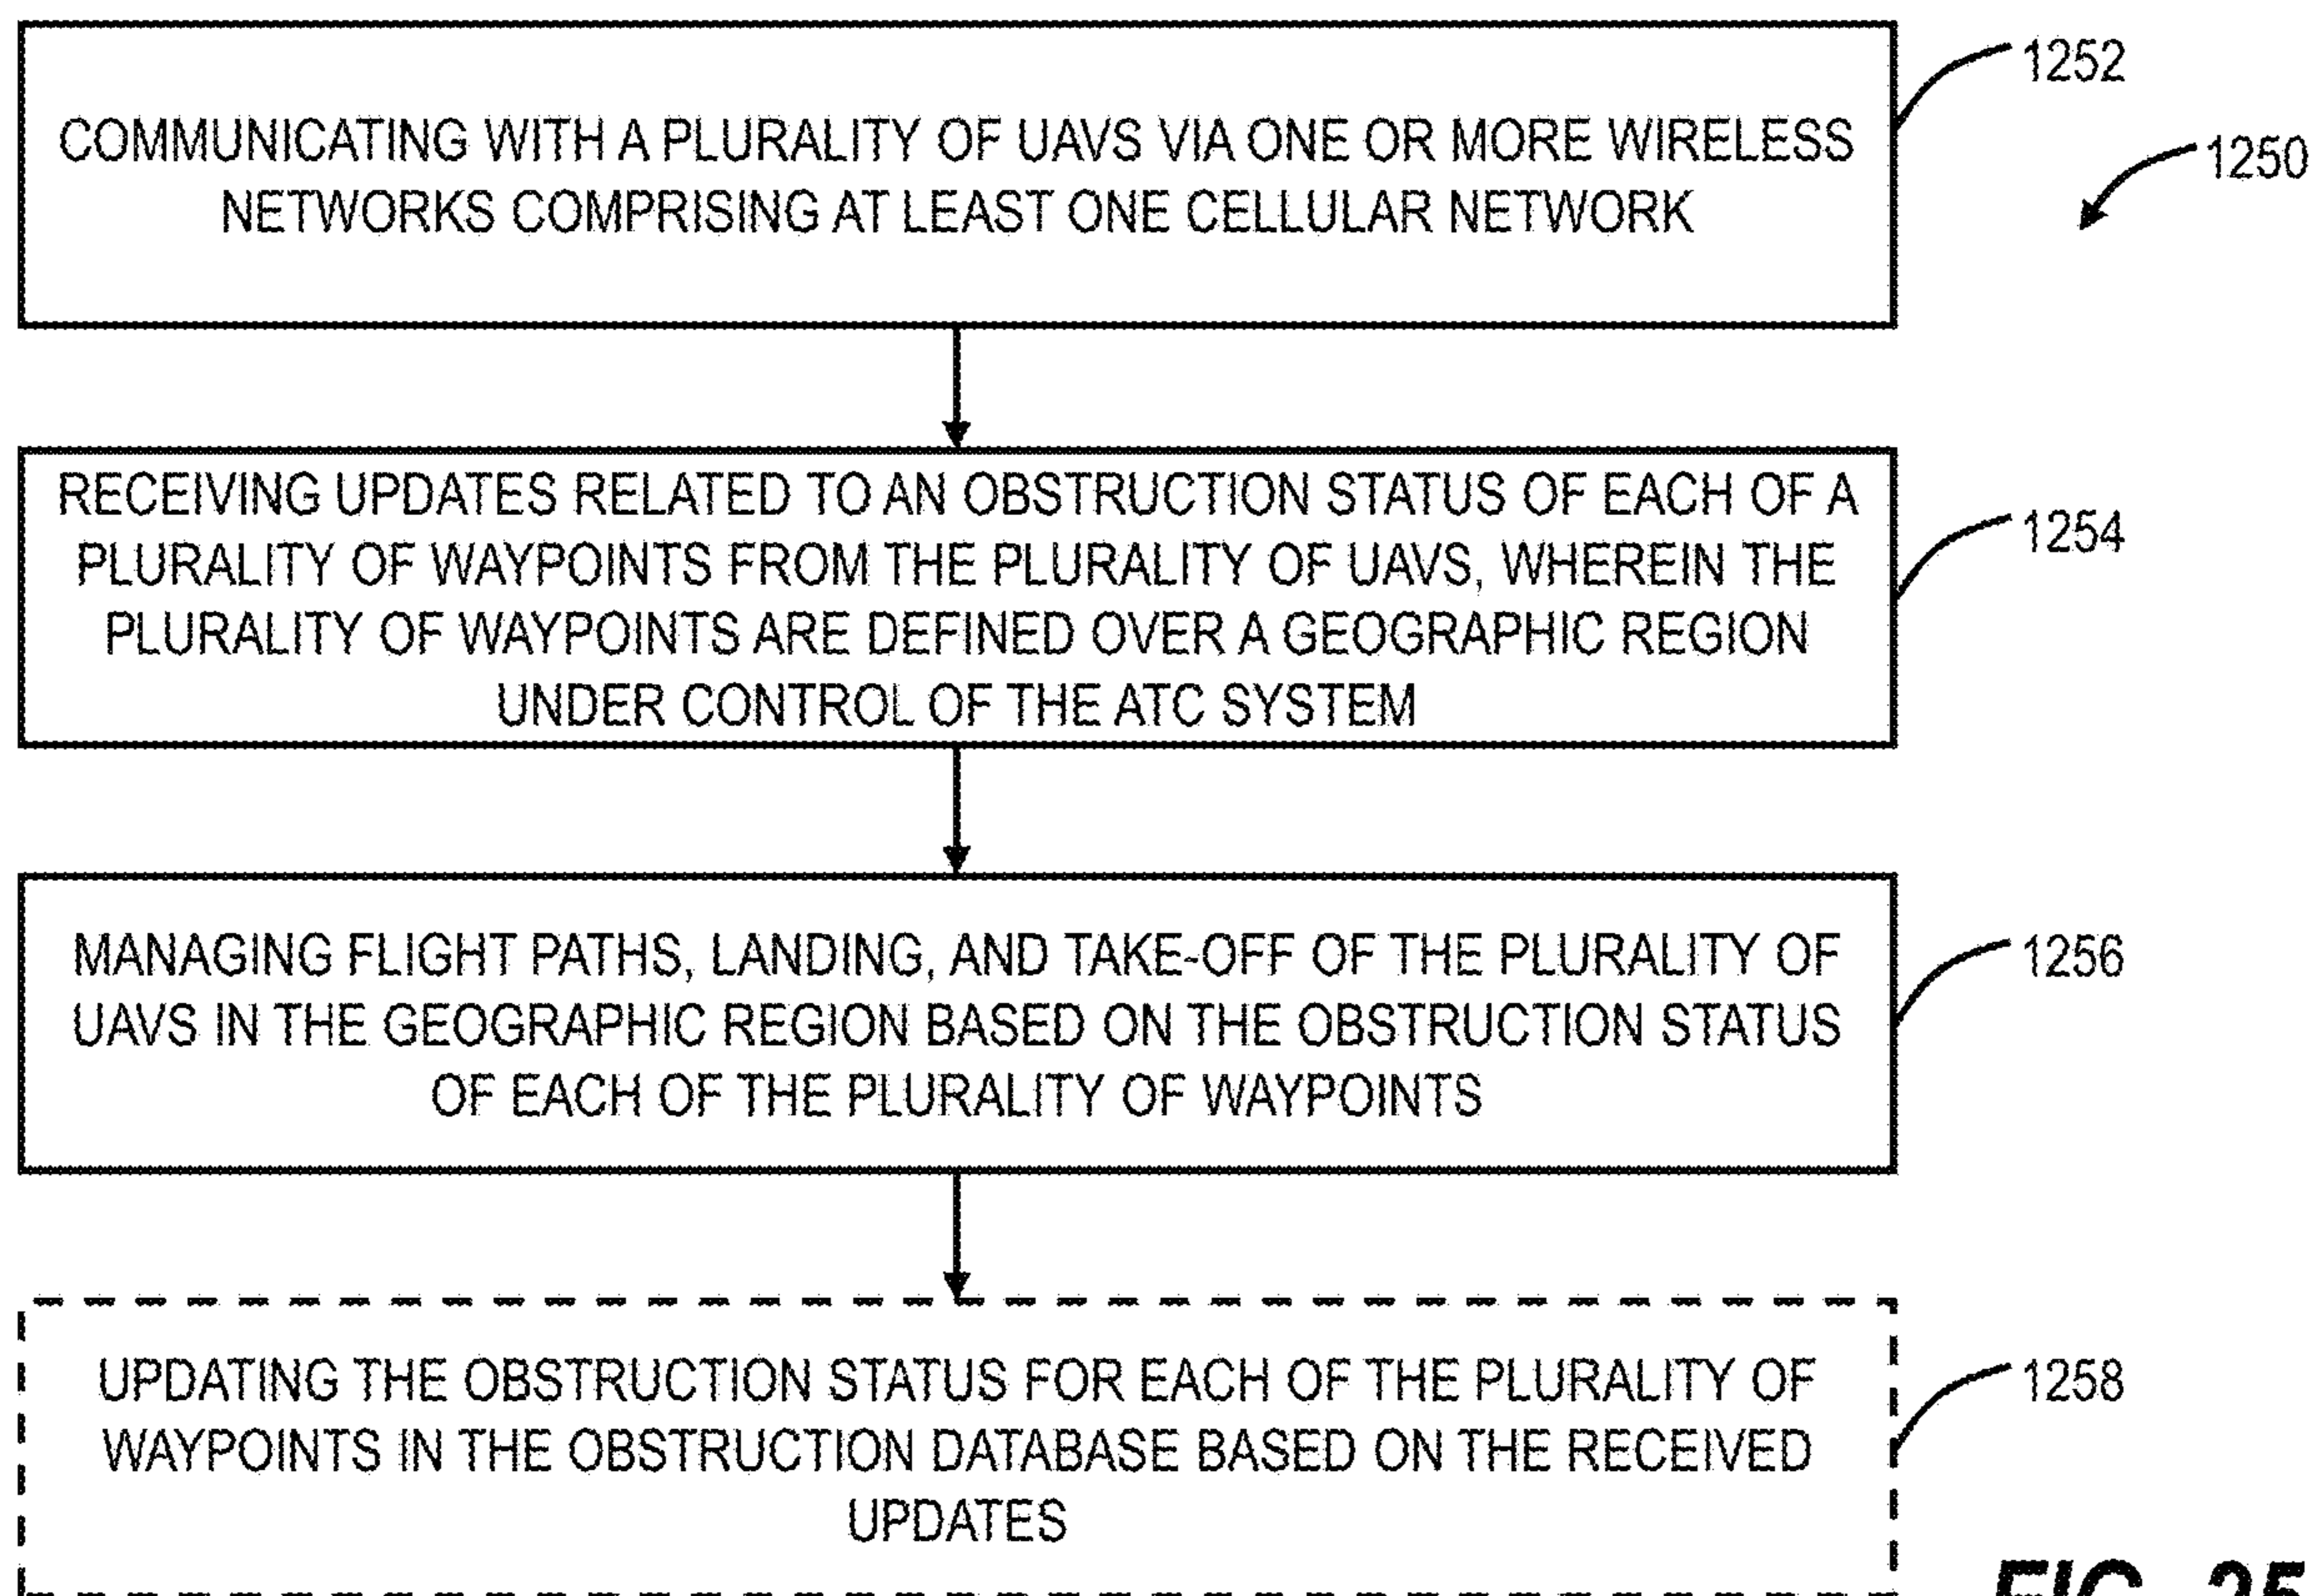 COMMUNICATING WITH A PLURALITY OF UAVS VIA ONE OR MORE WIRELESS
NETWORKS COMPRISING AT LEAST ONE CELLULAR NETWORK
1252
1250
RECEIVING UPDATES RELATED TO AN OBSTRUCTION STATUS OF EACH OF A
PLURALITY OF WAYPOINTS FROM THE PLURALITY OF UAVS, WHEREIN THE
PLURALITY OF WAYPOINTS ARE DEFINED OVER A GEOGRAPHIC REGION
UNDER CONTROL OF THE ATC SYSTEM
1254
MANAGING FLIGHT PATHS, LANDING, AND TAKE-OFF OF THE PLURALITY OF
UAVS IN THE GEOGRAPHIC REGION BASED ON THE OBSTRUCTION STATUS
OF EACH OF THE PLURALITY OF WAYPOINTS
1256
UPDATING THE OBSTRUCTION STATUS FOR EACH OF THE PLURALITY OF
WAYPOINTS IN THE OBSTRUCTION DATABASE BASED ON THE RECEIVED
UPDATES
1258